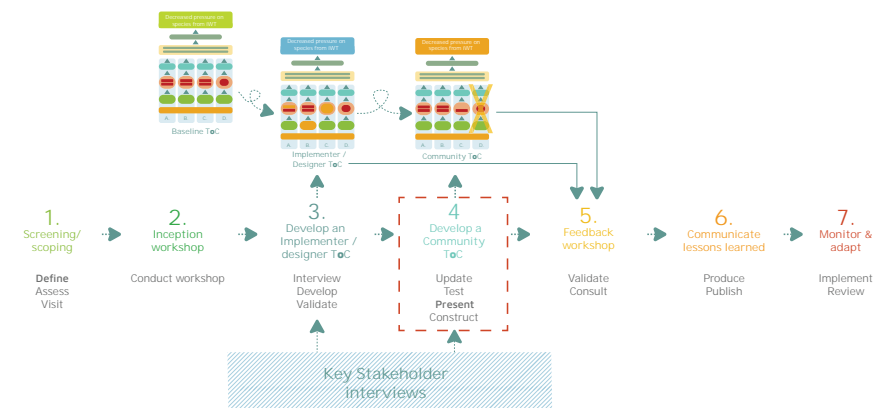 Decreased pressure on
species from IWT
A B C D
Baseline ToC
Decreased pressure on
species from IWT
A B C D
Implementer /
Designer ToC
Decreased pressure on
species from IWT
A B C D
Community ToC
1.
Screening/
scoping
Define
Assess
Visit
2.
Inception
workshop
Conduct workshop
3.
Develop an
Implementer /
designer ToC
Interview
Develop
Validate
4
Develop a
Community
ToC
Update
Test
Present
Construct
5.
Feedback
workshop
Validate
Consult
6.
Communicate
lessons learned
Produce
Publish
7.
Monitor &
adapt
Implement
Review
Key Stakeholder
interviews